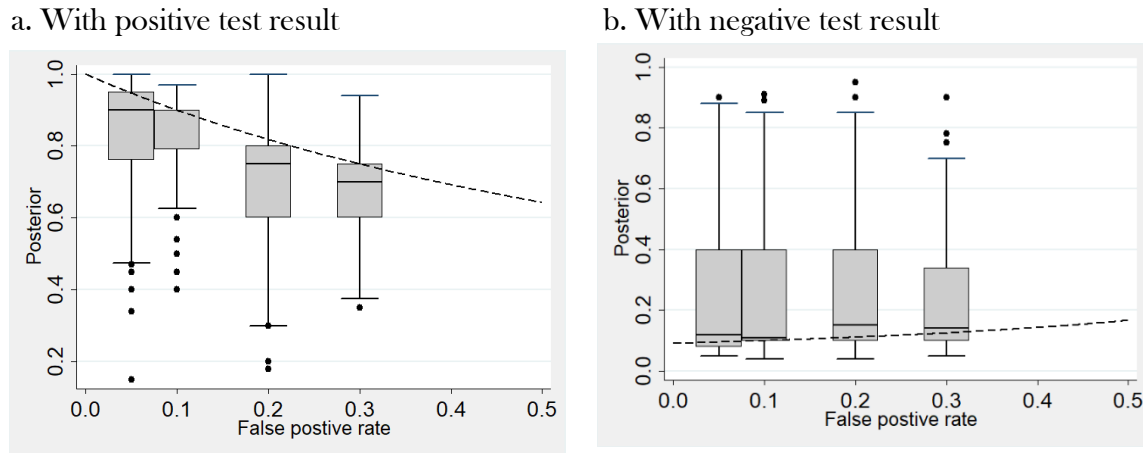 a. With positive test result
Posterior
1.0
0.8
0.6
0.4
0.2
0.0 0.1 0.2 0.3 0.4 0.5
False postive rate
b. With negative test result
Posterior
1.0
0.8
0.6
0.4
0.2
0.0
0.0 0.1 0.2 0.3 0.4 0.5
False postive rate